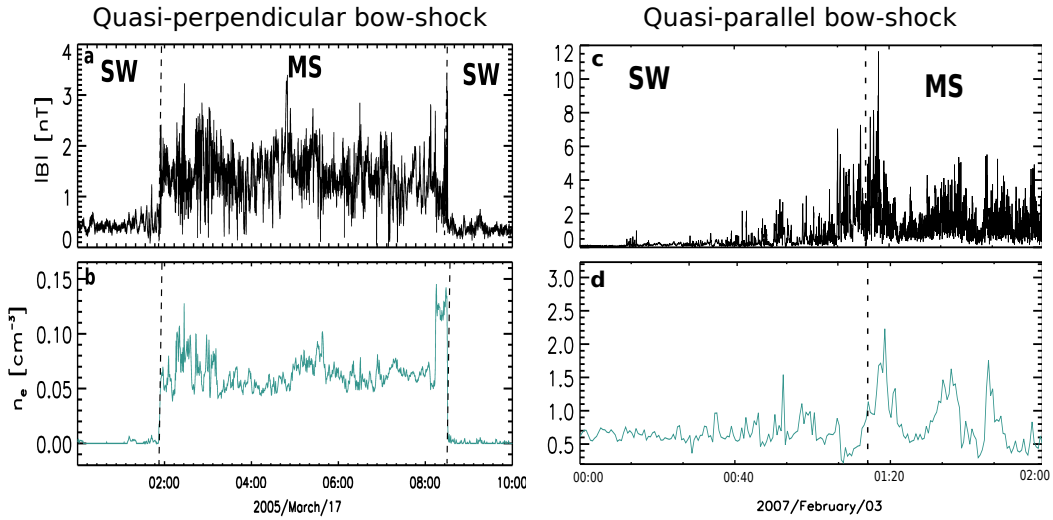 Quasi-perpendicular bow-shock
Quasi-parallel bow-shock
a
SW
MS
SW
|B| [nT]
4
3
2
1
0
c
SW
MS
12
10
8
6
4
2
0
b
n_e [cm⁻³]
0.15
0.10
0.05
0.00
02:00 04:00 06:00 08:00 10:00
2005/March/17
d
3.0
2.5
2.0
1.5
1.0
0.5
00:00 00:40 01:20 02:00
2007/February/03